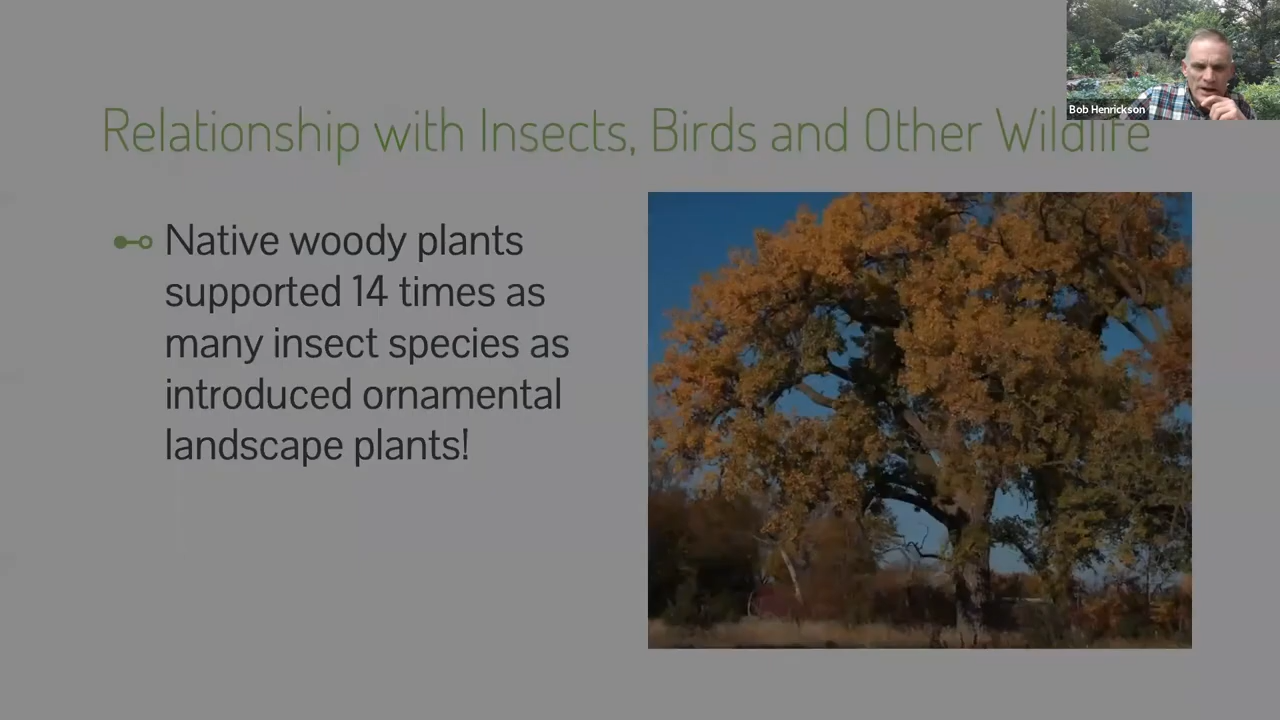 Bob Henrickson
Relationship with Insects, Birds and Other Wildlife
Native woody plants
supported 14 times as
many insect species as
introduced ornamental
landscape plants!